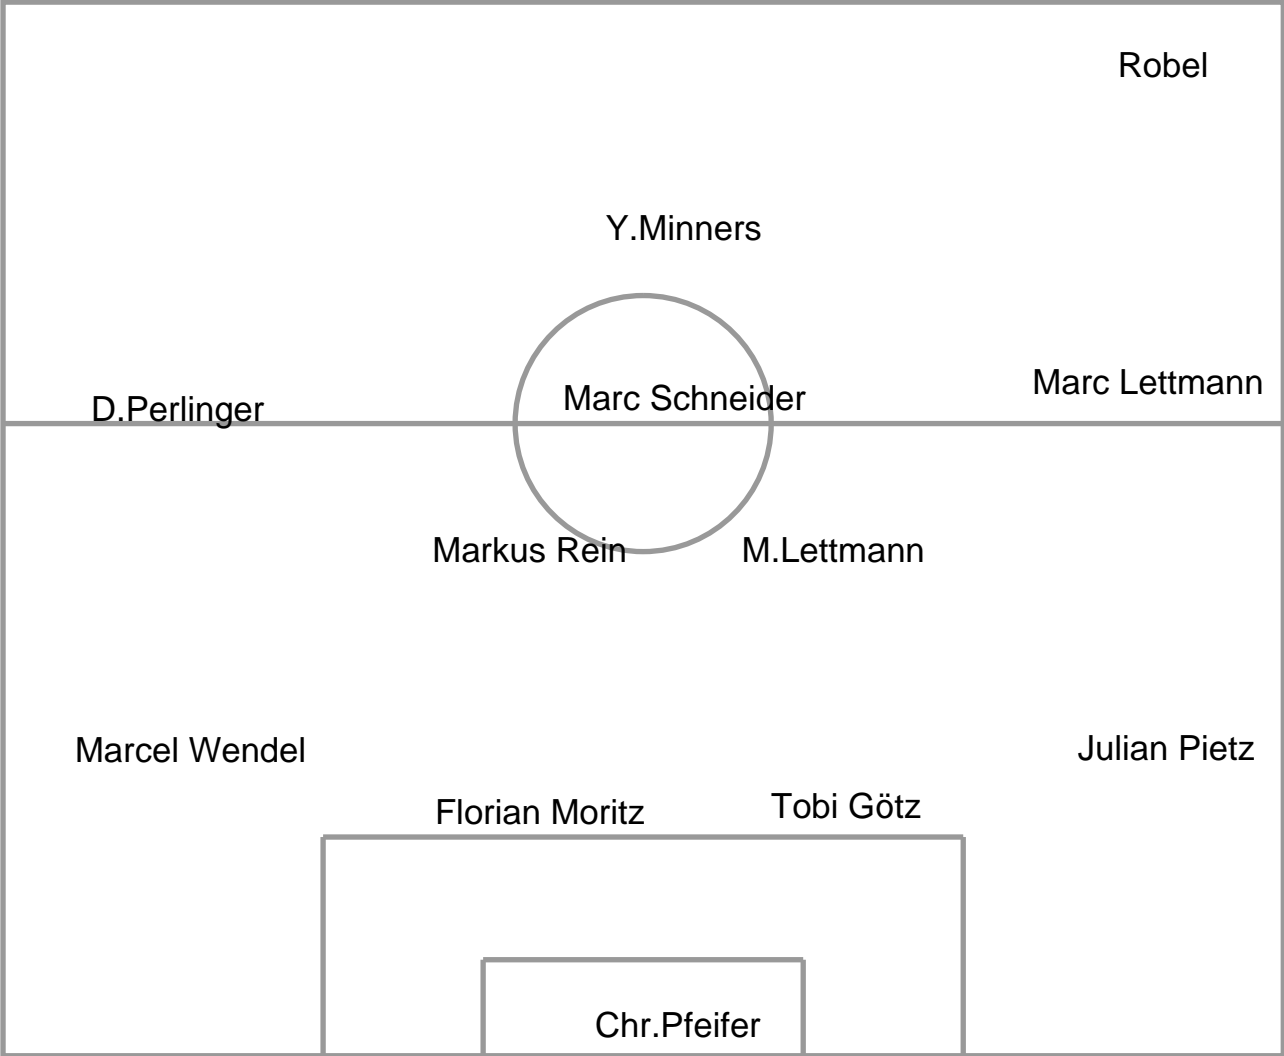 Robel
Y.Minners
Marc Lettmann
Marc Schneider
D.Perlinger
Markus Rein
M.Lettmann
Marcel Wendel
Julian Pietz
Florian Moritz
Tobi Götz
Chr.Pfeifer